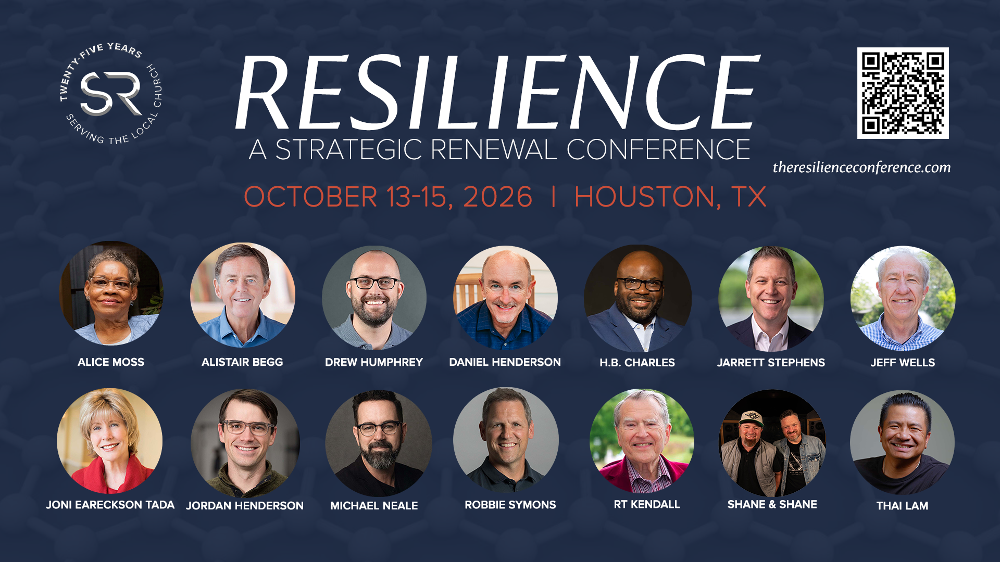 TWENTY-FIVE YEARS
SERVING THE LOCAL CHURCH
SR
RESILIENCE
A STRATEGIC RENEWAL CONFERENCE
theresilienceconference.com
OCTOBER 13-15, 2026 | HOUSTON, TX
ALICE MOSS
ALISTAIR BEGG
DREW HUMPHREY
DANIEL HENDERSON
H.B. CHARLES
JARRETT STEPHENS
JEFF WELLS
JONI EARECKSON TADA
JORDAN HENDERSON
MICHAEL NEALE
ROBBIE SYMONS
RT KENDALL
SHANE & SHANE
THAI LAM